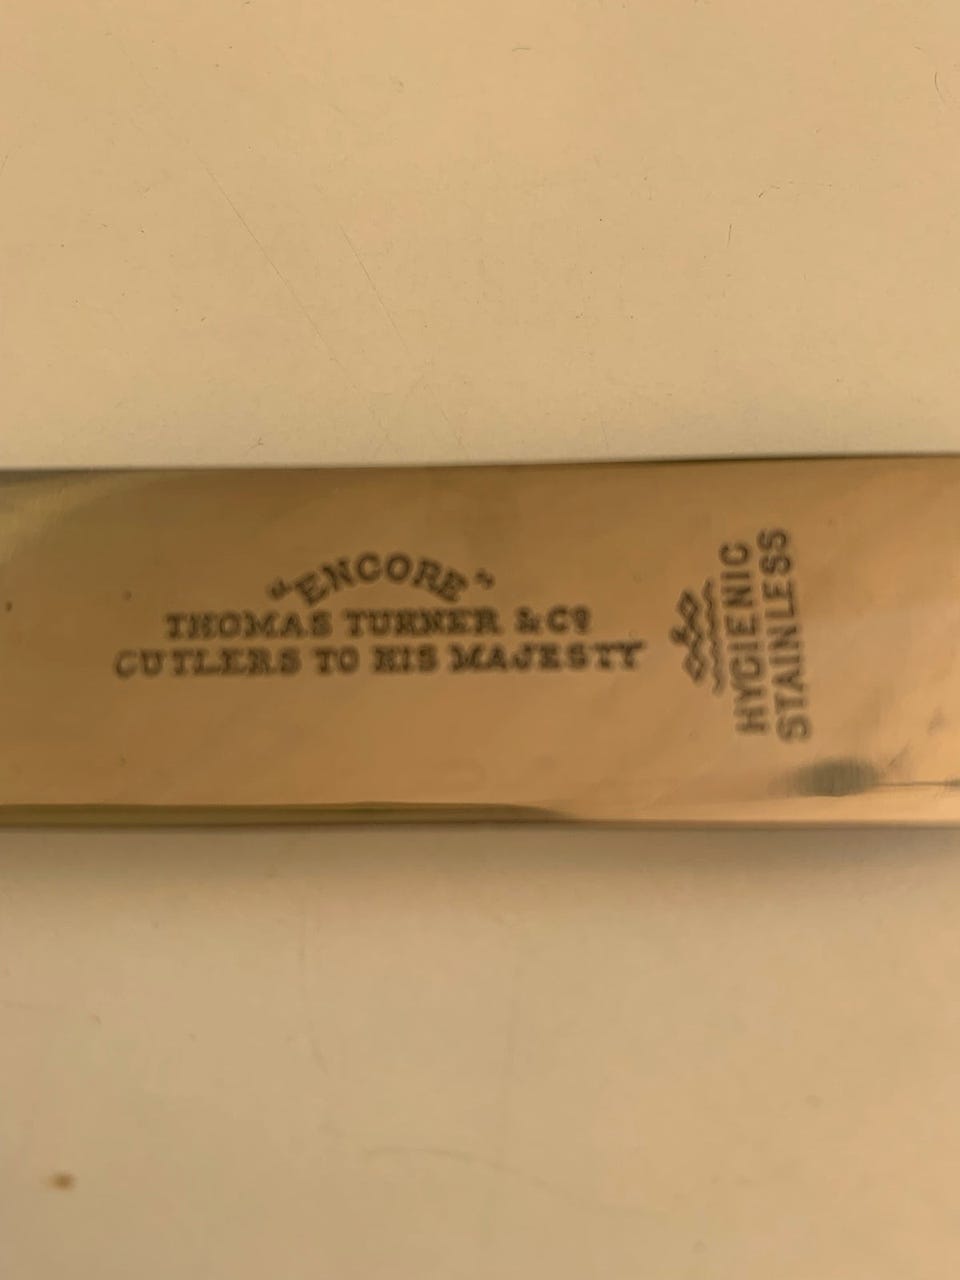 "ENCORE"
THOMAS TURNER & Cº
CUTLERS TO HIS MAJESTY
HYGIENIC
STAINLESS